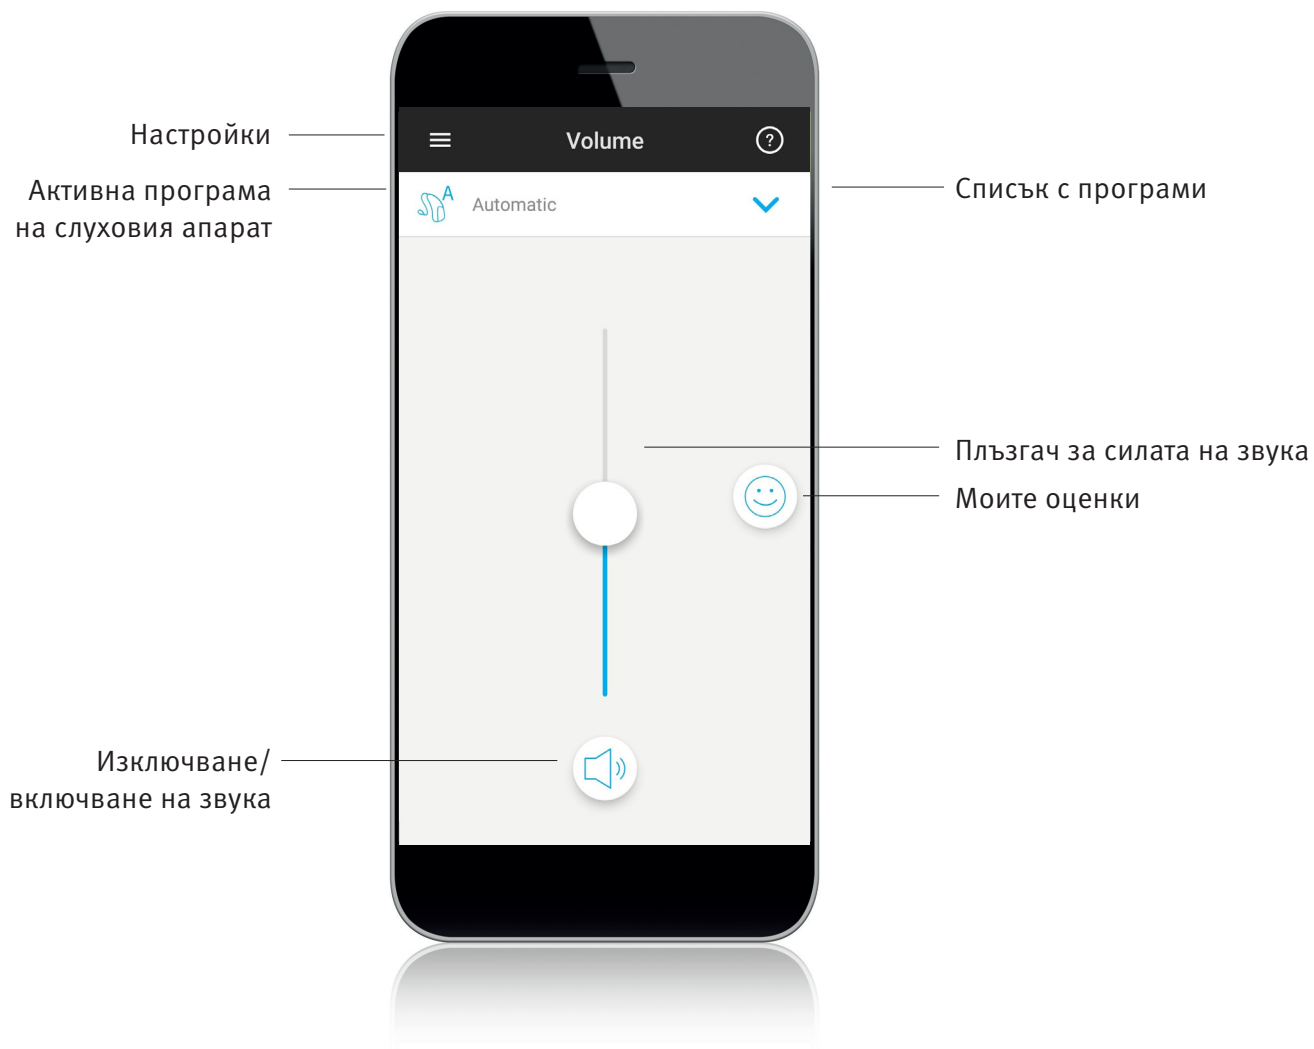 Настройки
Активна програма
на слуховия апарат
Volume
?
A
Automatic
Списък с програми
Плъзгач за силата на звука
Моите оценки
Изключване/
включване на звука